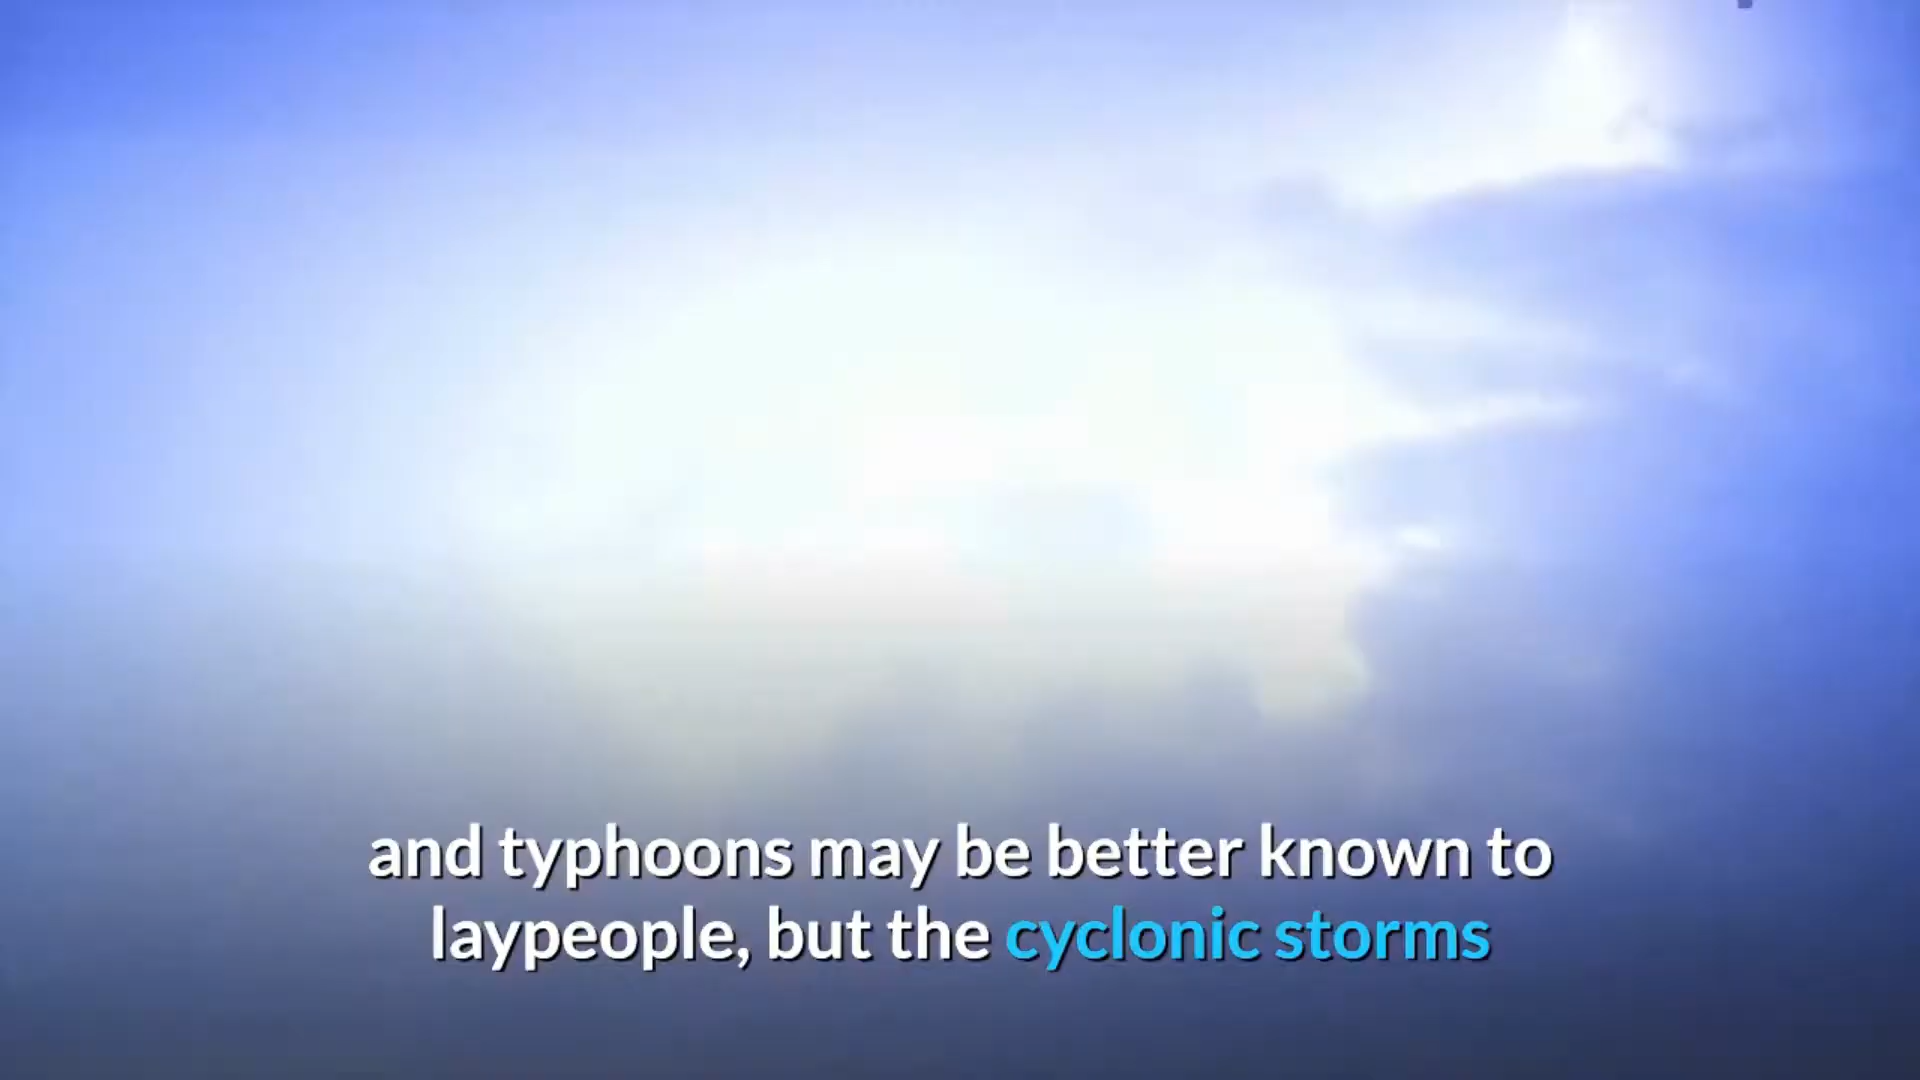 and typhoons may be better known to
laypeople, but the cyclonic storms